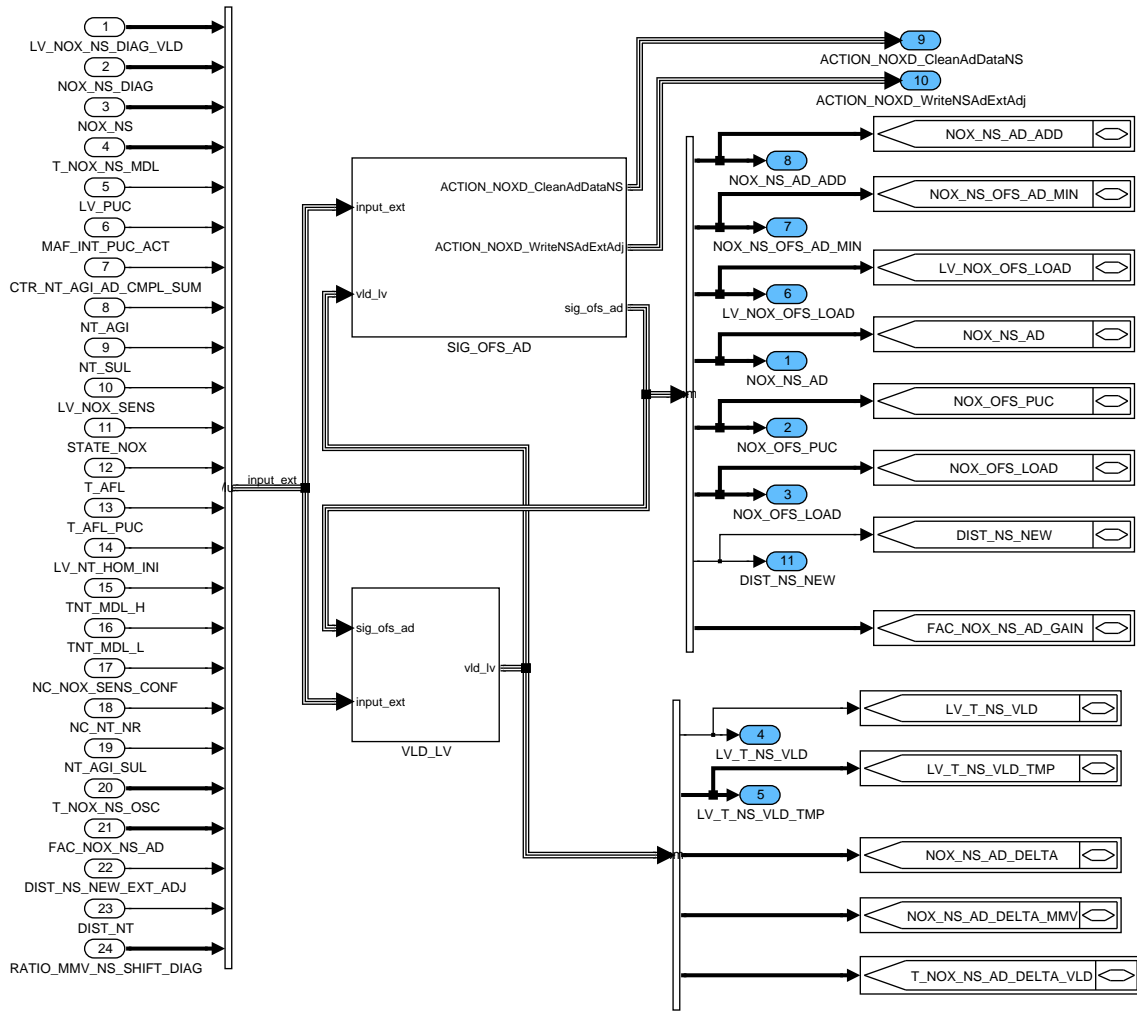 1
LV_NOX_NS_DIAG_VLD
2
NOX_NS_DIAG
3
NOX_NS
4
T_NOX_NS_MDL
5
LV_PUC
6
MAF_INT_PUC_ACT
7
CTR_NT_AGI_AD_CMPL_SUM
8
NT_AGI
9
NT_SUL
10
LV_NOX_SENS
11
STATE_NOX
12
T_AFL
13
T_AFL_PUC
14
LV_NT_HOM_INI
15
TNT_MDL_H
16
TNT_MDL_L
17
NC_NOX_SENS_CONF
18
NC_NT_NR
19
NT_AGI_SUL
20
T_NOX_NS_OSC
21
FAC_NOX_NS_AD
22
DIST_NS_NEW_EXT_ADJ
23
DIST_NT
24
RATIO_MMV_NS_SHIFT_DIAG
input_ext
ACTION_NOXD_CleanAdDataNS
input_ext
ACTION_NOXD_WriteNSAdExtAdj
vld_lv
sig_ofs_ad
SIG_OFS_AD
sig_ofs_ad
vld_lv
input_ext
VLD_LV
9
ACTION_NOXD_CleanAdDataNS
10
ACTION_NOXD_WriteNSAdExtAdj
NOX_NS_AD_ADD
8
NOX_NS_AD_ADD
NOX_NS_OFS_AD_MIN
7
NOX_NS_OFS_AD_MIN
LV_NOX_OFS_LOAD
6
LV_NOX_OFS_LOAD
NOX_NS_AD
1
NOX_NS_AD
NOX_OFS_PUC
2
NOX_OFS_PUC
NOX_OFS_LOAD
3
NOX_OFS_LOAD
DIST_NS_NEW
11
DIST_NS_NEW
FAC_NOX_NS_AD_GAIN
LV_T_NS_VLD
4
LV_T_NS_VLD
LV_T_NS_VLD_TMP
5
LV_T_NS_VLD_TMP
NOX_NS_AD_DELTA
NOX_NS_AD_DELTA_MMV
T_NOX_NS_AD_DELTA_VLD